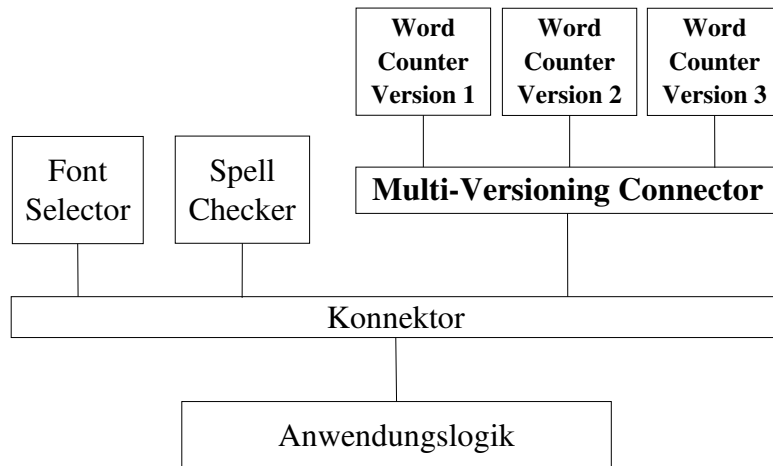 Word
Counter
Version 1
Word
Counter
Version 2
Word
Counter
Version 3
Font
Selector
Spell
Checker
Multi-Versioning Connector
Konnektor
Anwendungslogik